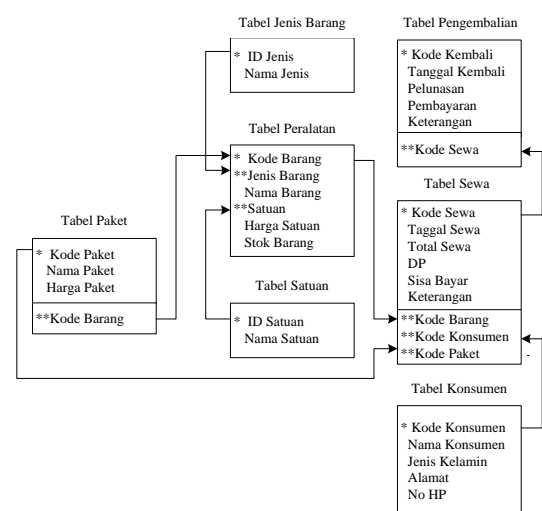 Tabel Jenis Barang
* ID Jenis
Nama Jenis
Tabel Pengembalian
* Kode Kembali
Tanggal Kembali
Pelunasan
Pembayaran
Keterangan
**Kode Sewa
Tabel Peralatan
* Kode Barang
**Jenis Barang
Nama Barang
**Satuan
Harga Satuan
Stok Barang
Tabel Sewa
* Kode Sewa
Taggal Sewa
Total Sewa
DP
Sisa Bayar
Keterangan
**Kode Barang
**Kode Konsumen
**Kode Paket
Tabel Paket
* Kode Paket
Nama Paket
Harga Paket
**Kode Barang
Tabel Satuan
* ID Satuan
Nama Satuan
Tabel Konsumen
* Kode Konsumen
Nama Konsumen
Jenis Kelamin
Alamat
No HP